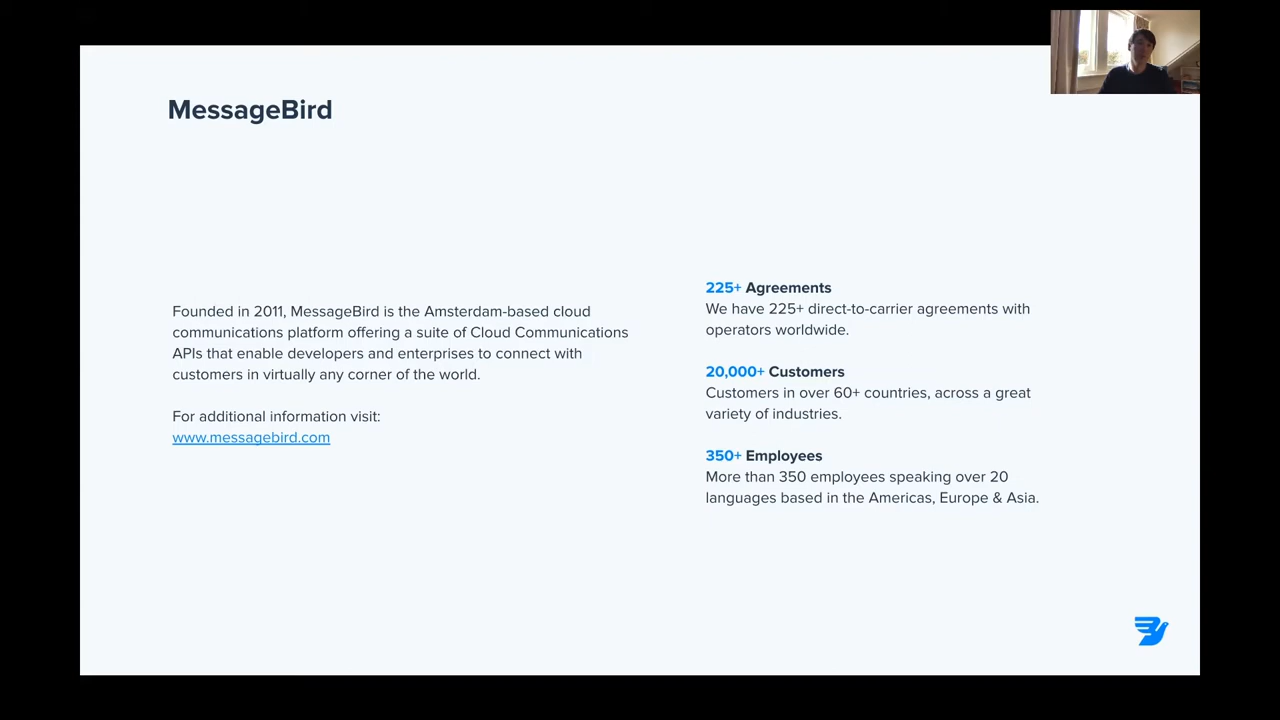 MessageBird
Founded in 2011, MessageBird is the Amsterdam-based cloud
communications platform offering a suite of Cloud Communications
APIs that enable developers and enterprises to connect with
customers in virtually any corner of the world.
For additional information visit:
www.messagebird.com
225+ Agreements
We have 225+ direct-to-carrier agreements with
operators worldwide.
20,000+ Customers
Customers in over 60+ countries, across a great
variety of industries.
350+ Employees
More than 350 employees speaking over 20
languages based in the Americas, Europe & Asia.